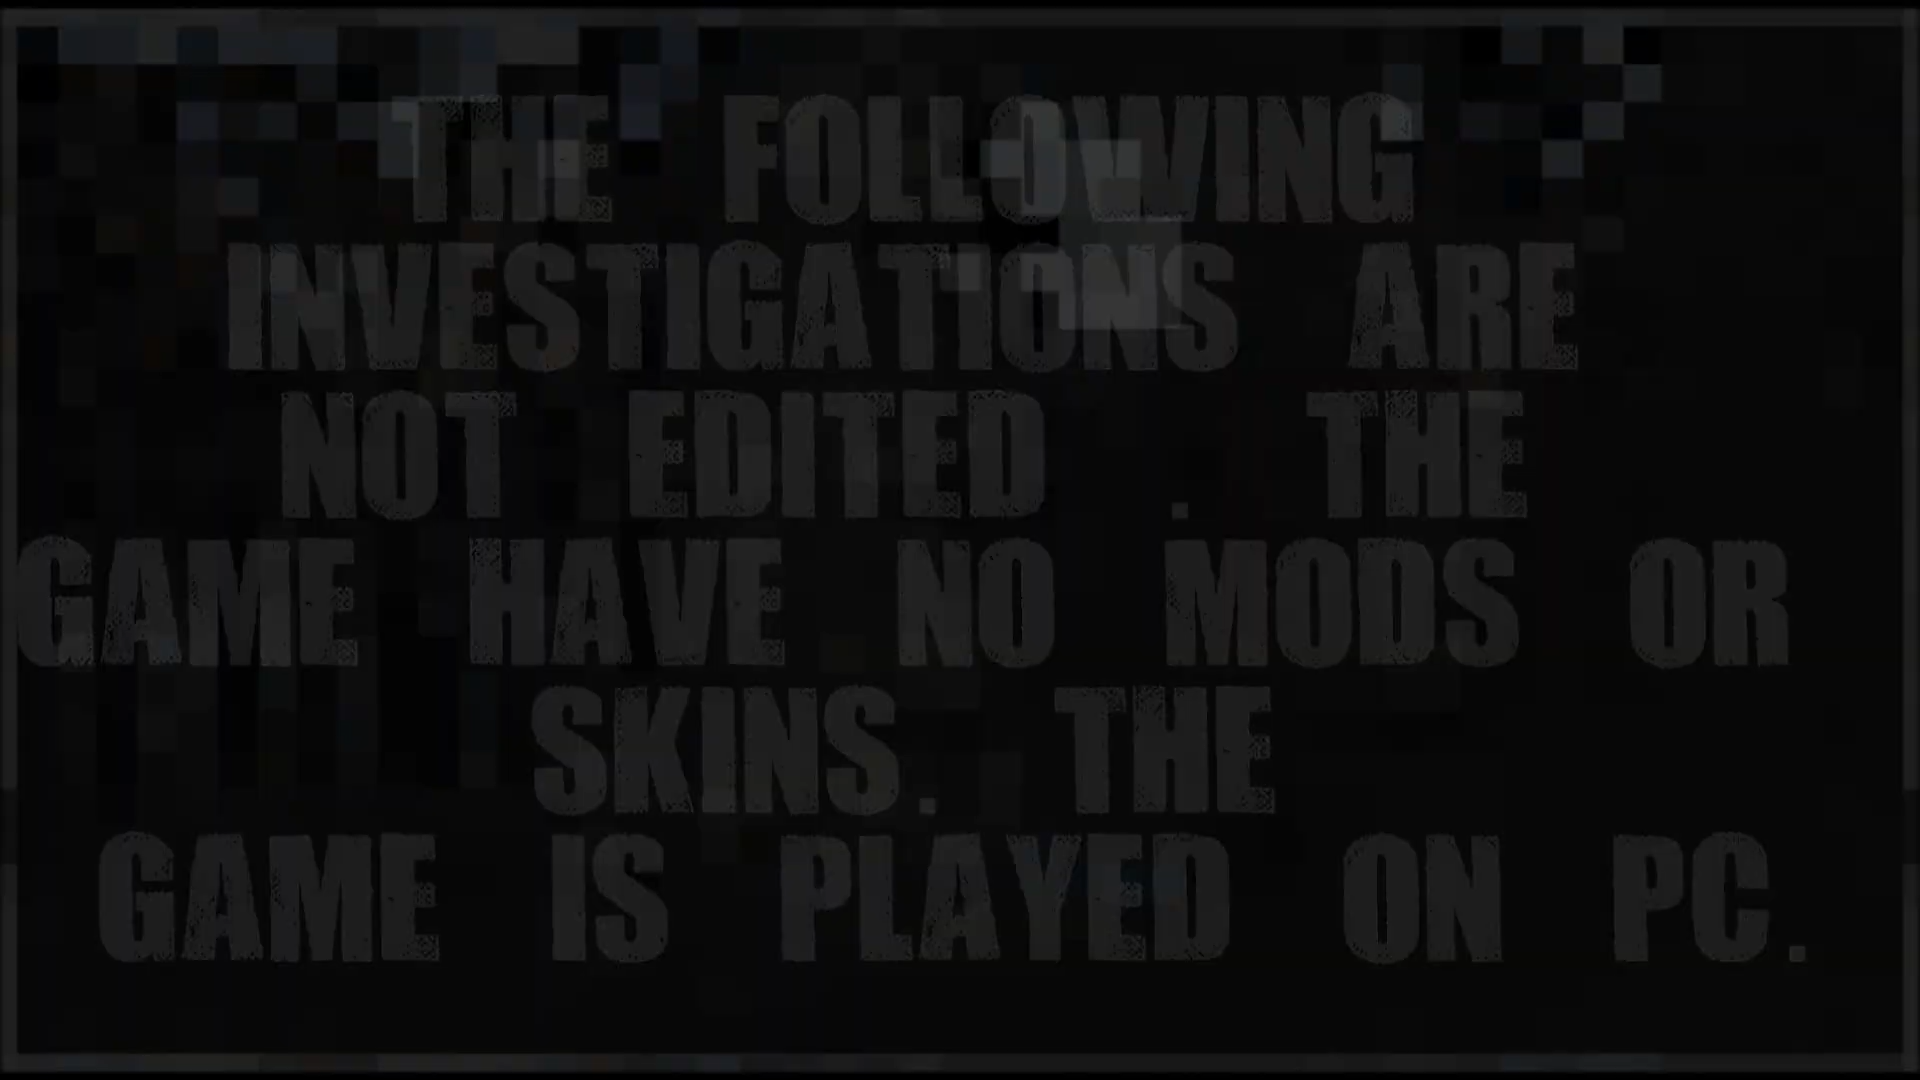 THE FOLLOWING
INVESTIGATIONS ARE
NOT EDITED . THE
GAME HAVE NO MODS OR
SKINS. THE
GAME IS PLAYED ON PC.